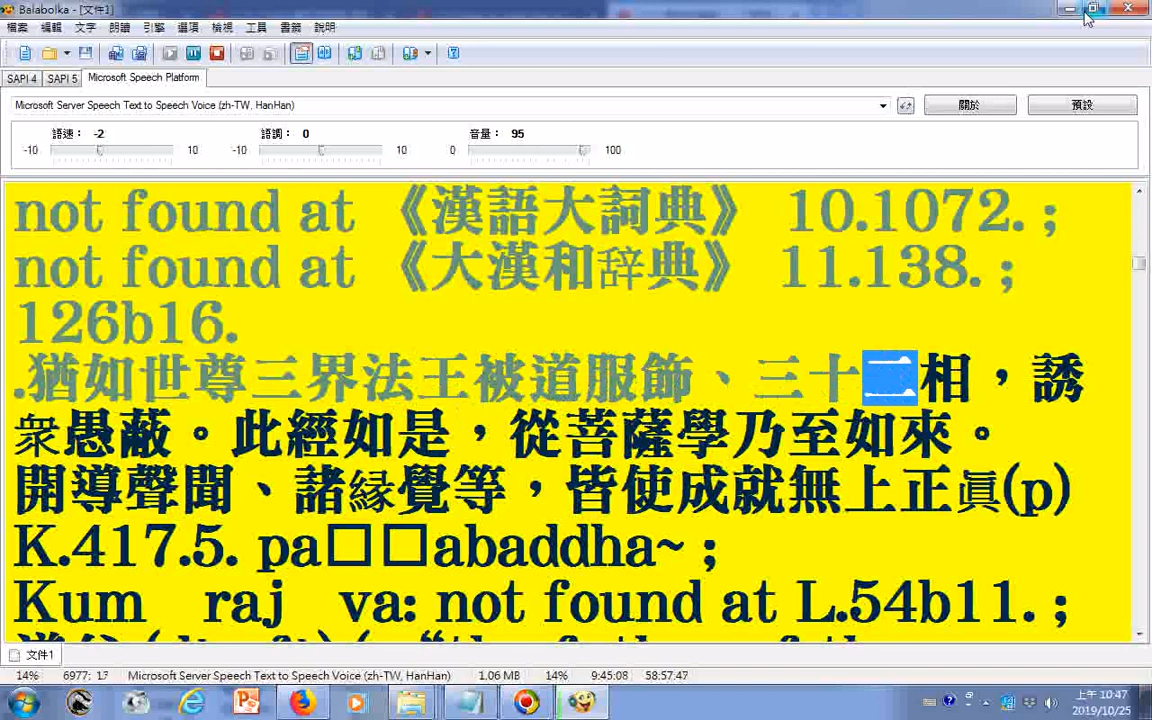 Balabolka - [文件1]
檔案 編輯 文字 朗讀 引擎 選項 檢視 工具 書籤 說明
SAPI 4 SAPI 5 Microsoft Speech Platform
Microsoft Server Speech Text to Speech Voice (zh-TW, HanHan) 關於 預設
語速: -2 語調: 0 音量: 95
-10 10 -10 10 0 100
not found at 《漢語大詞典》 10.1072. ;
not found at 《大漢和辞典》 11.138. ;
126b16.
.猶如世尊三界法王被道服飾、三十二相，誘
衆愚蔽。此經如是，從菩薩學乃至如來。
開導聲聞、諸縁覺等，皆使成就無上正眞(p)
K.417.5. pa□□abaddha~ ;
Kum raj va: not found at L.54b11. ;
文件1
14% 6977: 13 Microsoft Server Speech Text to Speech Voice (zh-TW, HanHan) 1.06 MB 14% 9:45:08 58:57:47
上午 10:47
2019/10/25